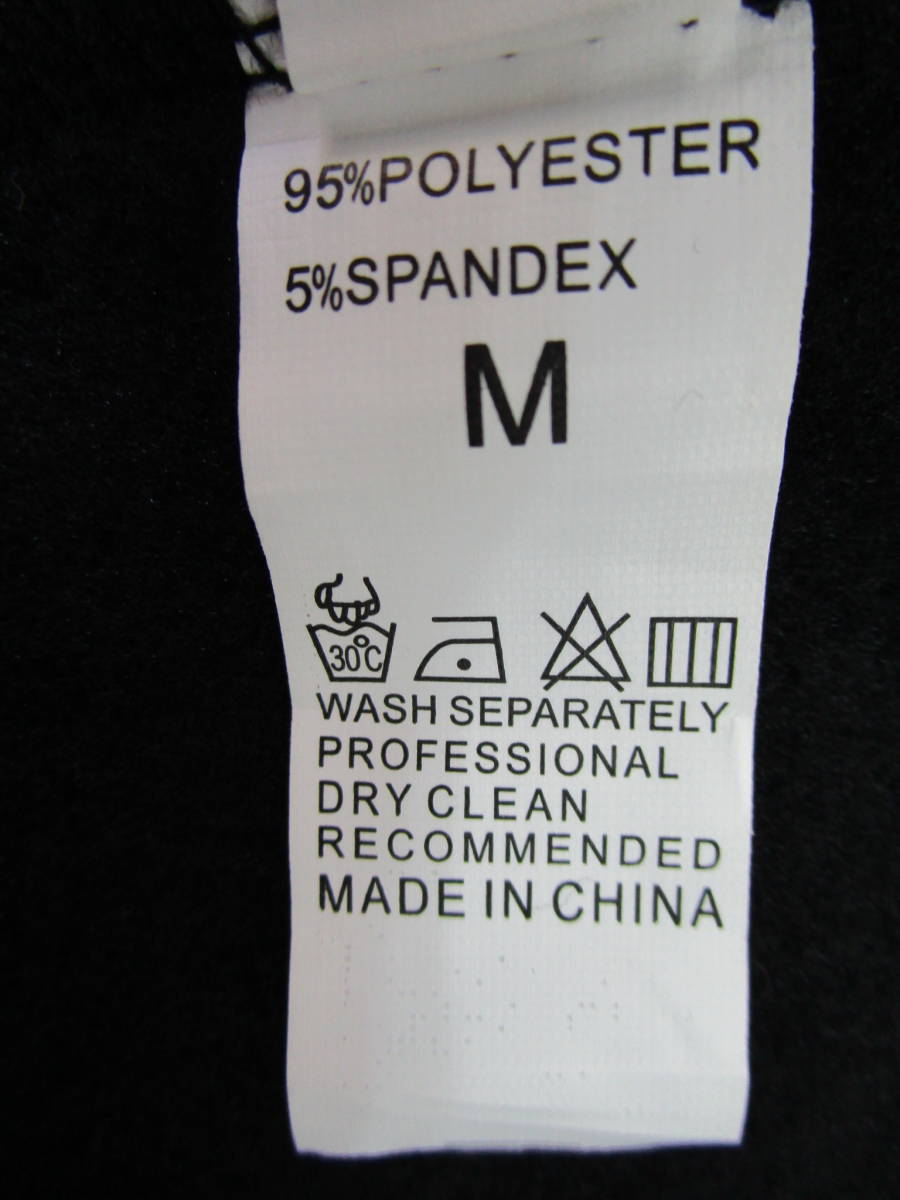 95%POLYESTER
5%SPANDEX
M
30°C
WASH SEPARATELY
PROFESSIONAL
DRY CLEAN
RECOMMENDED
MADE IN CHINA